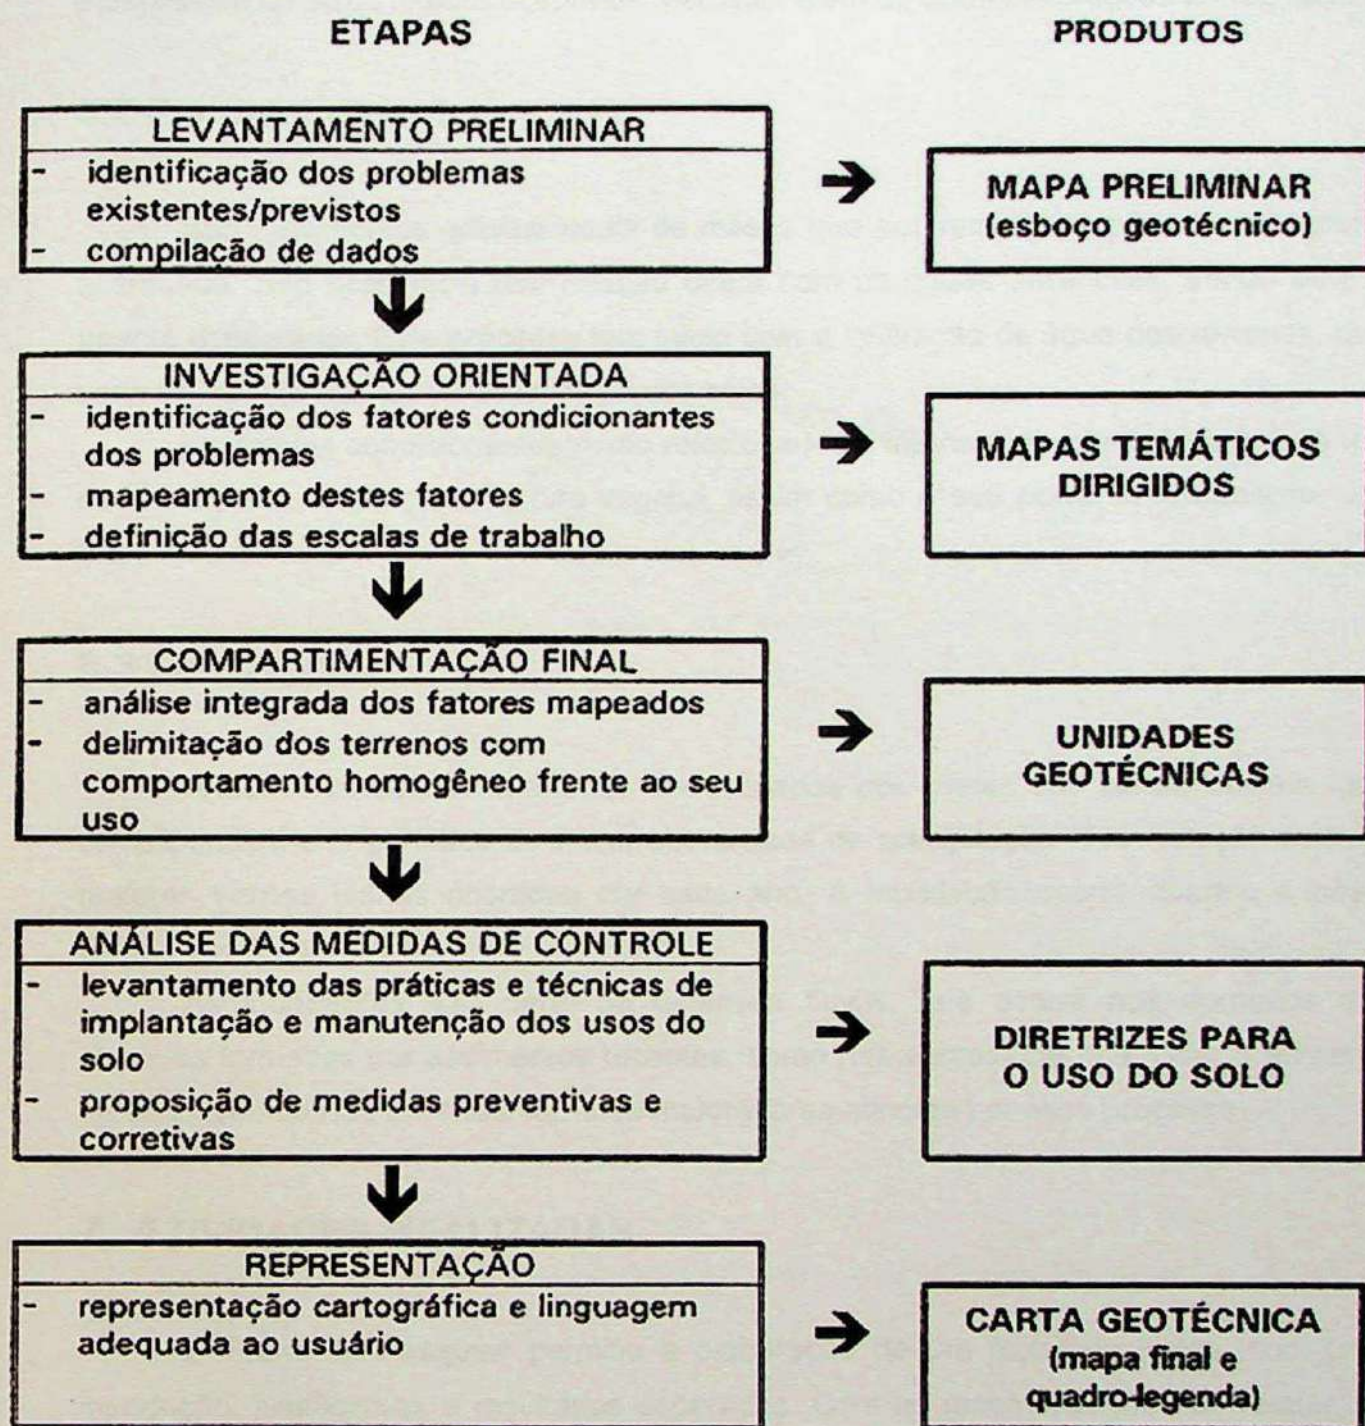 ETAPAS
PRODUTOS
LEVANTAMENTO PRELIMINAR
- identificação dos problemas
existentes/previstos
- compilação de dados
MAPA PRELIMINAR
(esboço geotécnico)
INVESTIGAÇÃO ORIENTADA
- identificação dos fatores condicionantes
dos problemas
- mapeamento destes fatores
- definição das escalas de trabalho
MAPAS TEMÁTICOS
DIRIGIDOS
COMPARTIMENTAÇÃO FINAL
- análise integrada dos fatores mapeados
- delimitação dos terrenos com
comportamento homogêneo frente ao seu
uso
UNIDADES
GEOTÉCNICAS
ANÁLISE DAS MEDIDAS DE CONTROLE
- levantamento das práticas e técnicas de
implantação e manutenção dos usos do
solo
- proposição de medidas preventivas e
corretivas
DIRETRIZES PARA
O USO DO SOLO
REPRESENTAÇÃO
- representação cartográfica e linguagem
adequada ao usuário
CARTA GEOTÉCNICA
(mapa final e
quadro-legenda)